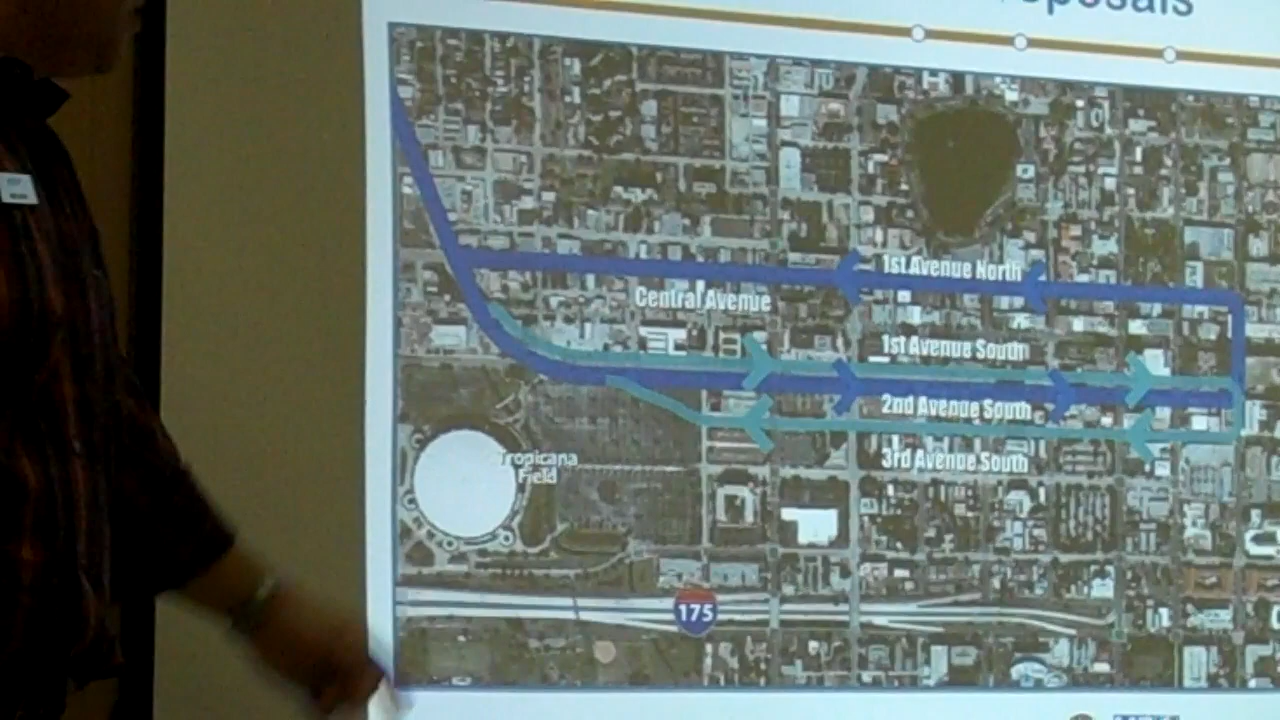 1st Avenue North
Central Avenue
1st Avenue South
2nd Avenue South
Tropicana
Field
3rd Avenue South
175